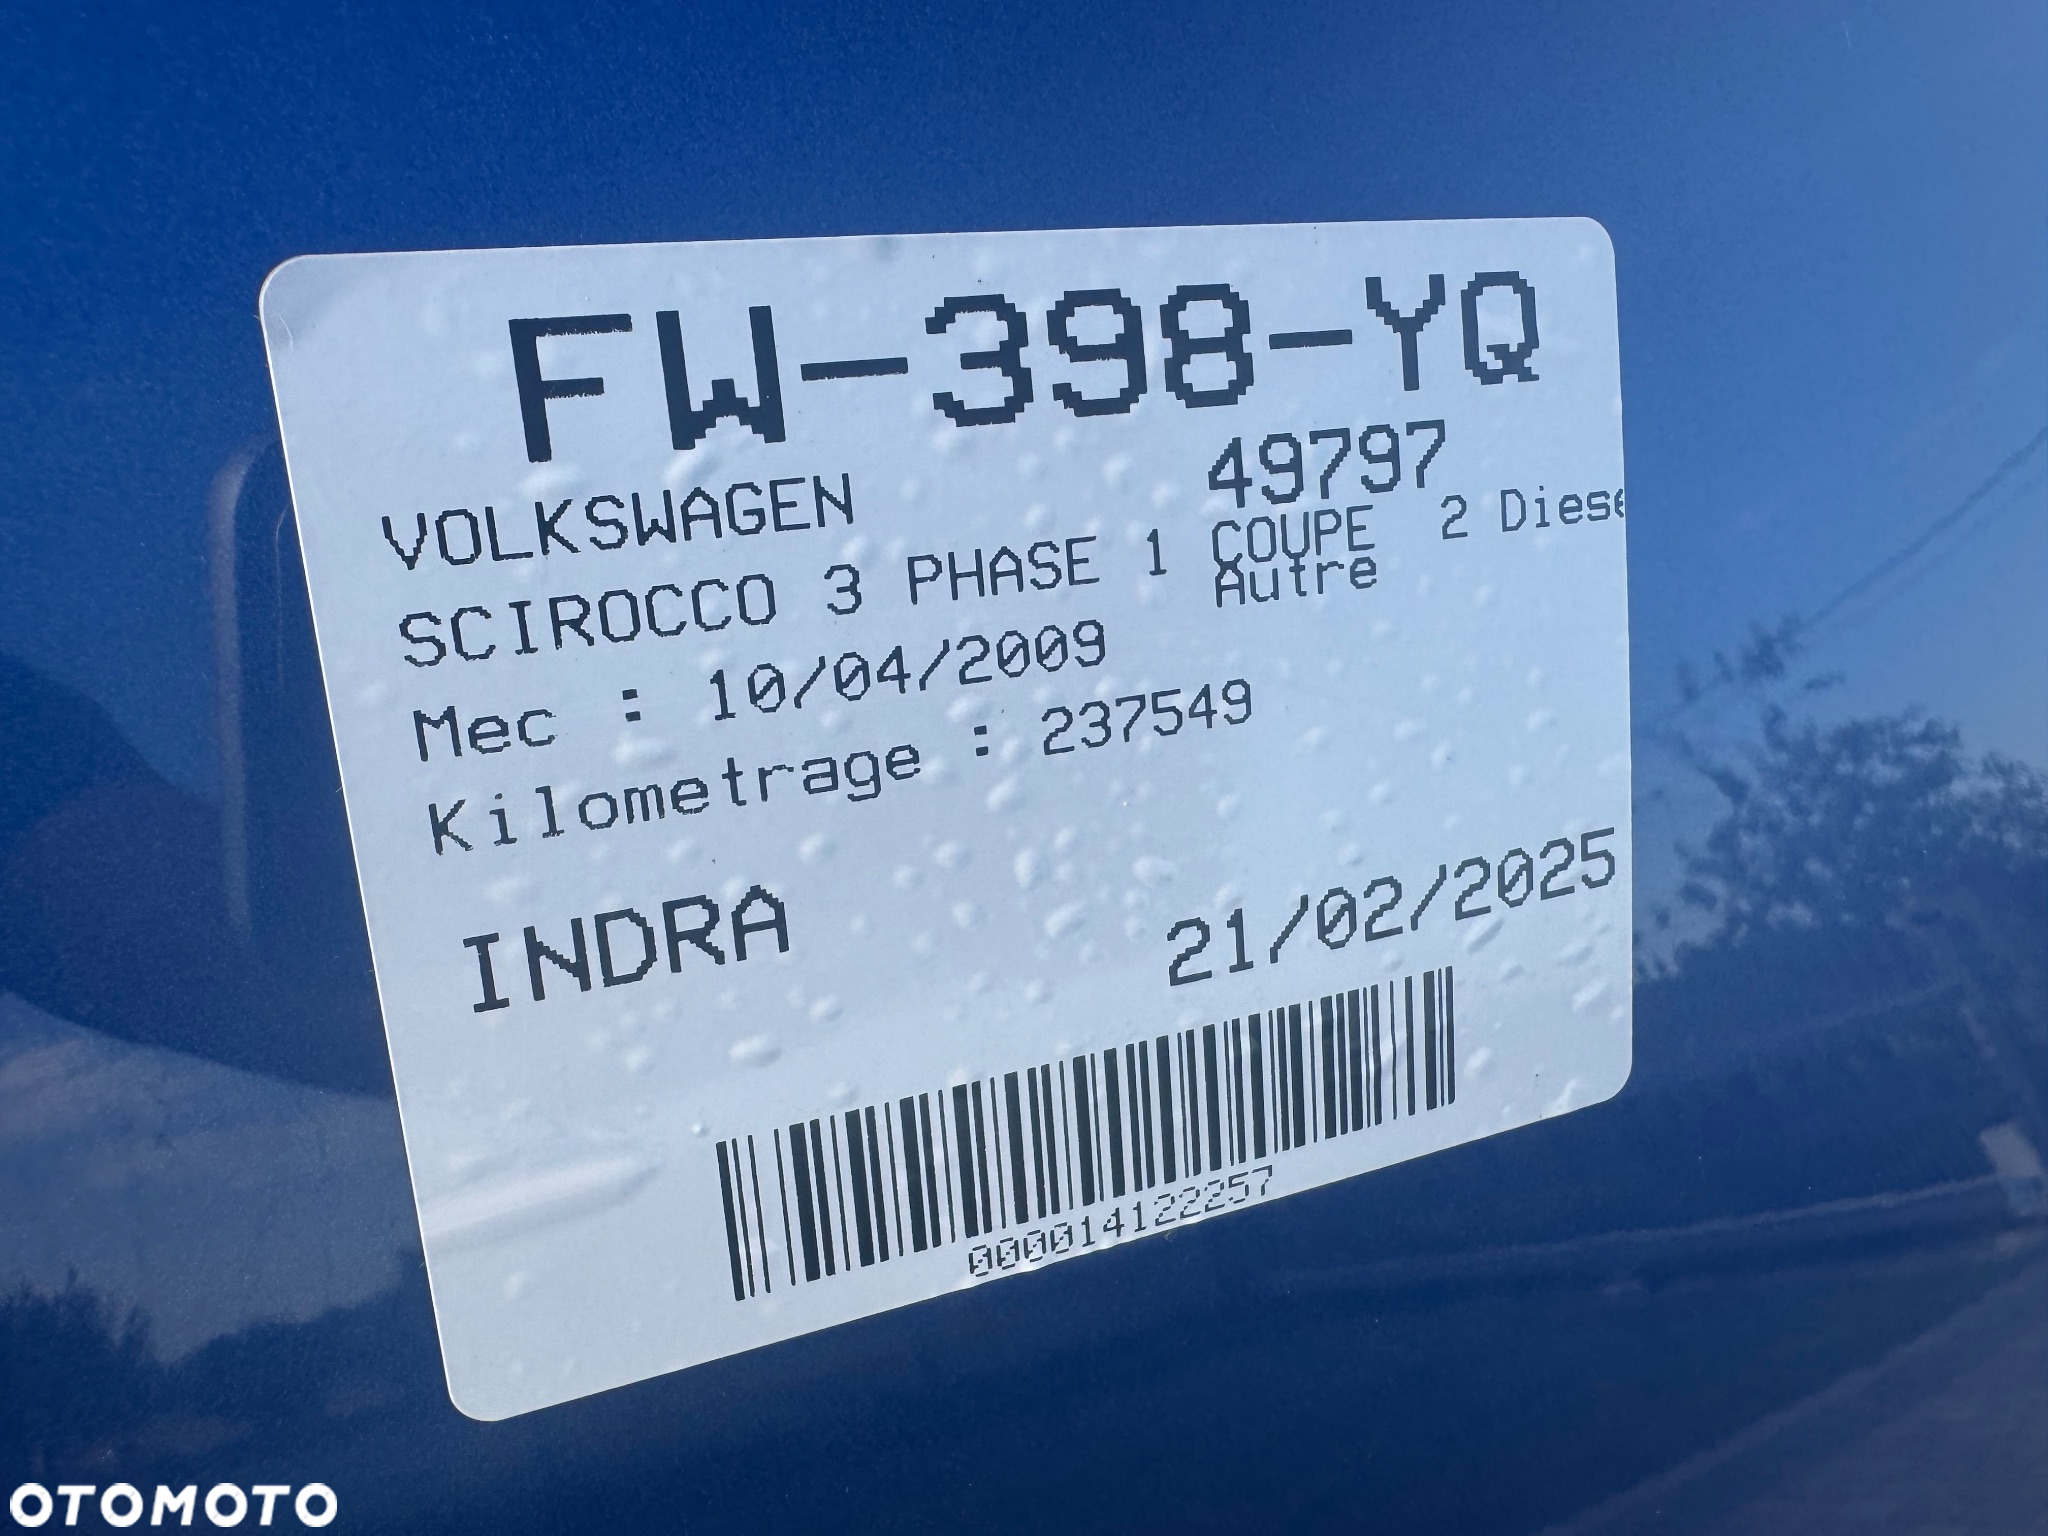 FW-398-YQ
49797
VOLKSWAGEN
SCIROCCO 3 PHASE 1 COUPE 2 Diese
Autre
Mec : 10/04/2009
Kilometrage : 237549
INDRA 21/02/2025
000014122257
OTOMOTO